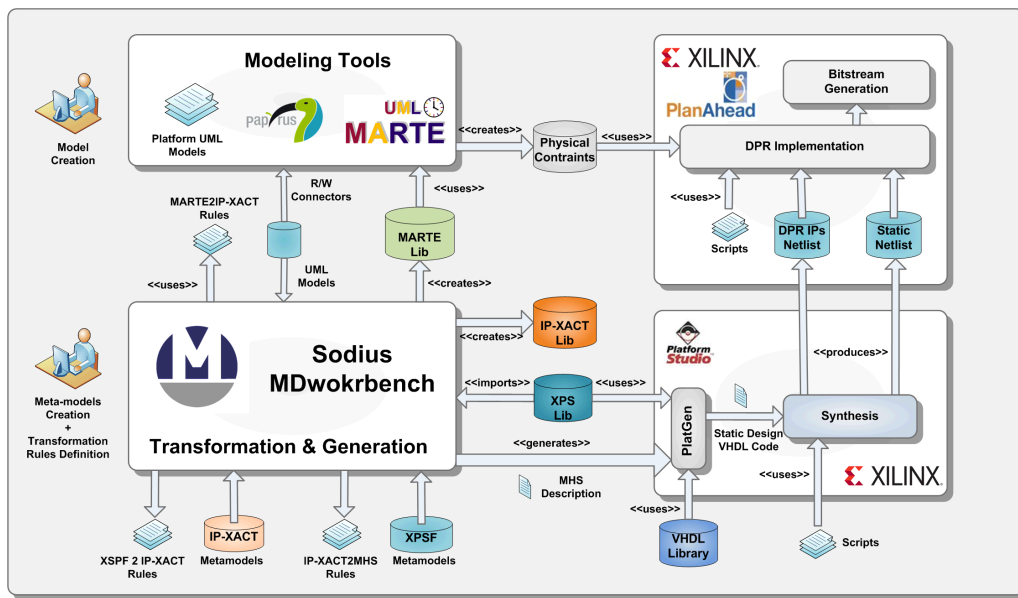 Modeling Tools
Platform UML
Models
papyrus
UML
MARTE
Model
Creation
<<creates>>
Physical
Contraints
<<uses>>
XILINX
PlanAhead
Bitstream
Generation
DPR Implementation
<<uses>>
Scripts
DPR IPs
Netlist
Static
Netlist
MARTE2IP-XACT
Rules
R/W
Connectors
<<uses>>
MARTE
Lib
UML
Models
<<uses>>
<<creates>>
Sodius
MDwokrbench
Transformation & Generation
Meta-models
Creation
+
Transformation
Rules Definition
<<creates>>
IP-XACT
Lib
<<imports>>
XPS
Lib
<<uses>>
<<generates>>
MHS
Description
Platform
Studio
PlatGen
Static Design
VHDL Code
<<produces>>
Synthesis
<<uses>>
XILINX
XSPF 2 IP-XACT
Rules
IP-XACT
Metamodels
IP-XACT2MHS
Rules
XPSF
Metamodels
<<uses>>
VHDL
Library
Scripts